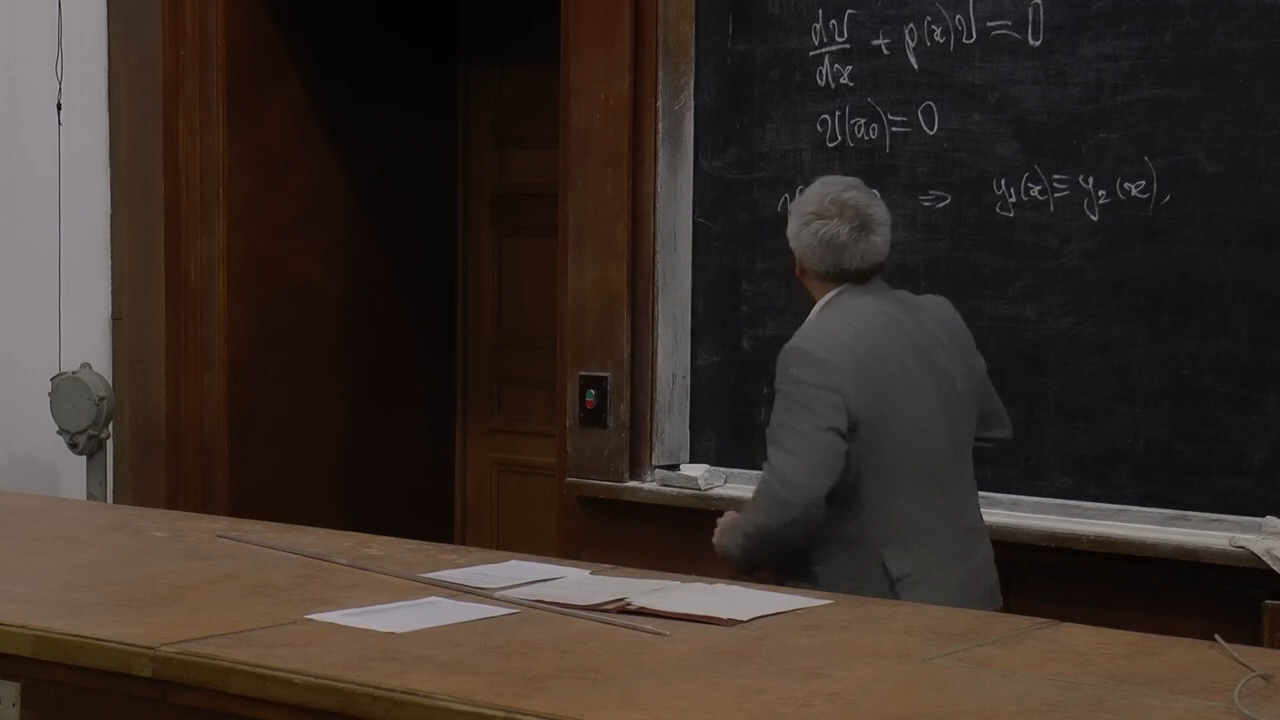 dv/dx + p(x)v = 0
v(x₀) = 0
⇒ y₁(x) ≡ y₂(x),